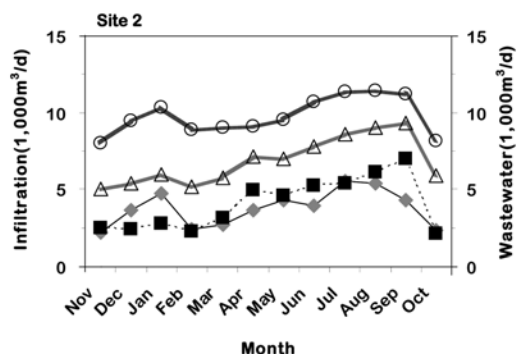 Site 2
15
10
5
0
Infiltration(1,000m³/d)
15
10
5
0
Wastewater(1,000m³/d)
Nov Dec Jan Feb Mar Apr May Jun Jul Aug Sep Oct
Month